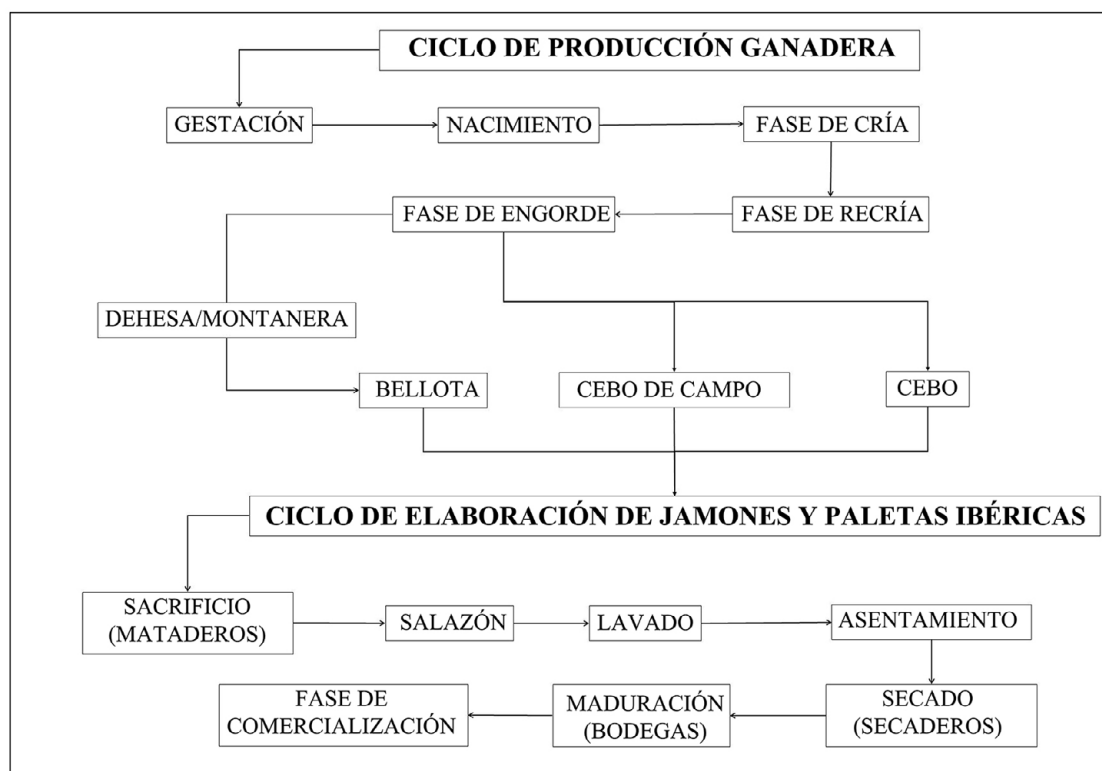 CICLO DE PRODUCCIÓN GANADERA
GESTACIÓN
NACIMIENTO
FASE DE CRÍA
FASE DE ENGORDE
FASE DE RECRÍA
DEHESA/MONTANERA
BELLOTA
CEBO DE CAMPO
CEBO
CICLO DE ELABORACIÓN DE JAMONES Y PALETAS IBÉRICAS
SACRIFICIO
(MATADEROS)
SALAZÓN
LAVADO
ASENTAMIENTO
FASE DE
COMERCIALIZACIÓN
MADURACIÓN
(BODEGAS)
SECADO
(SECADEROS)